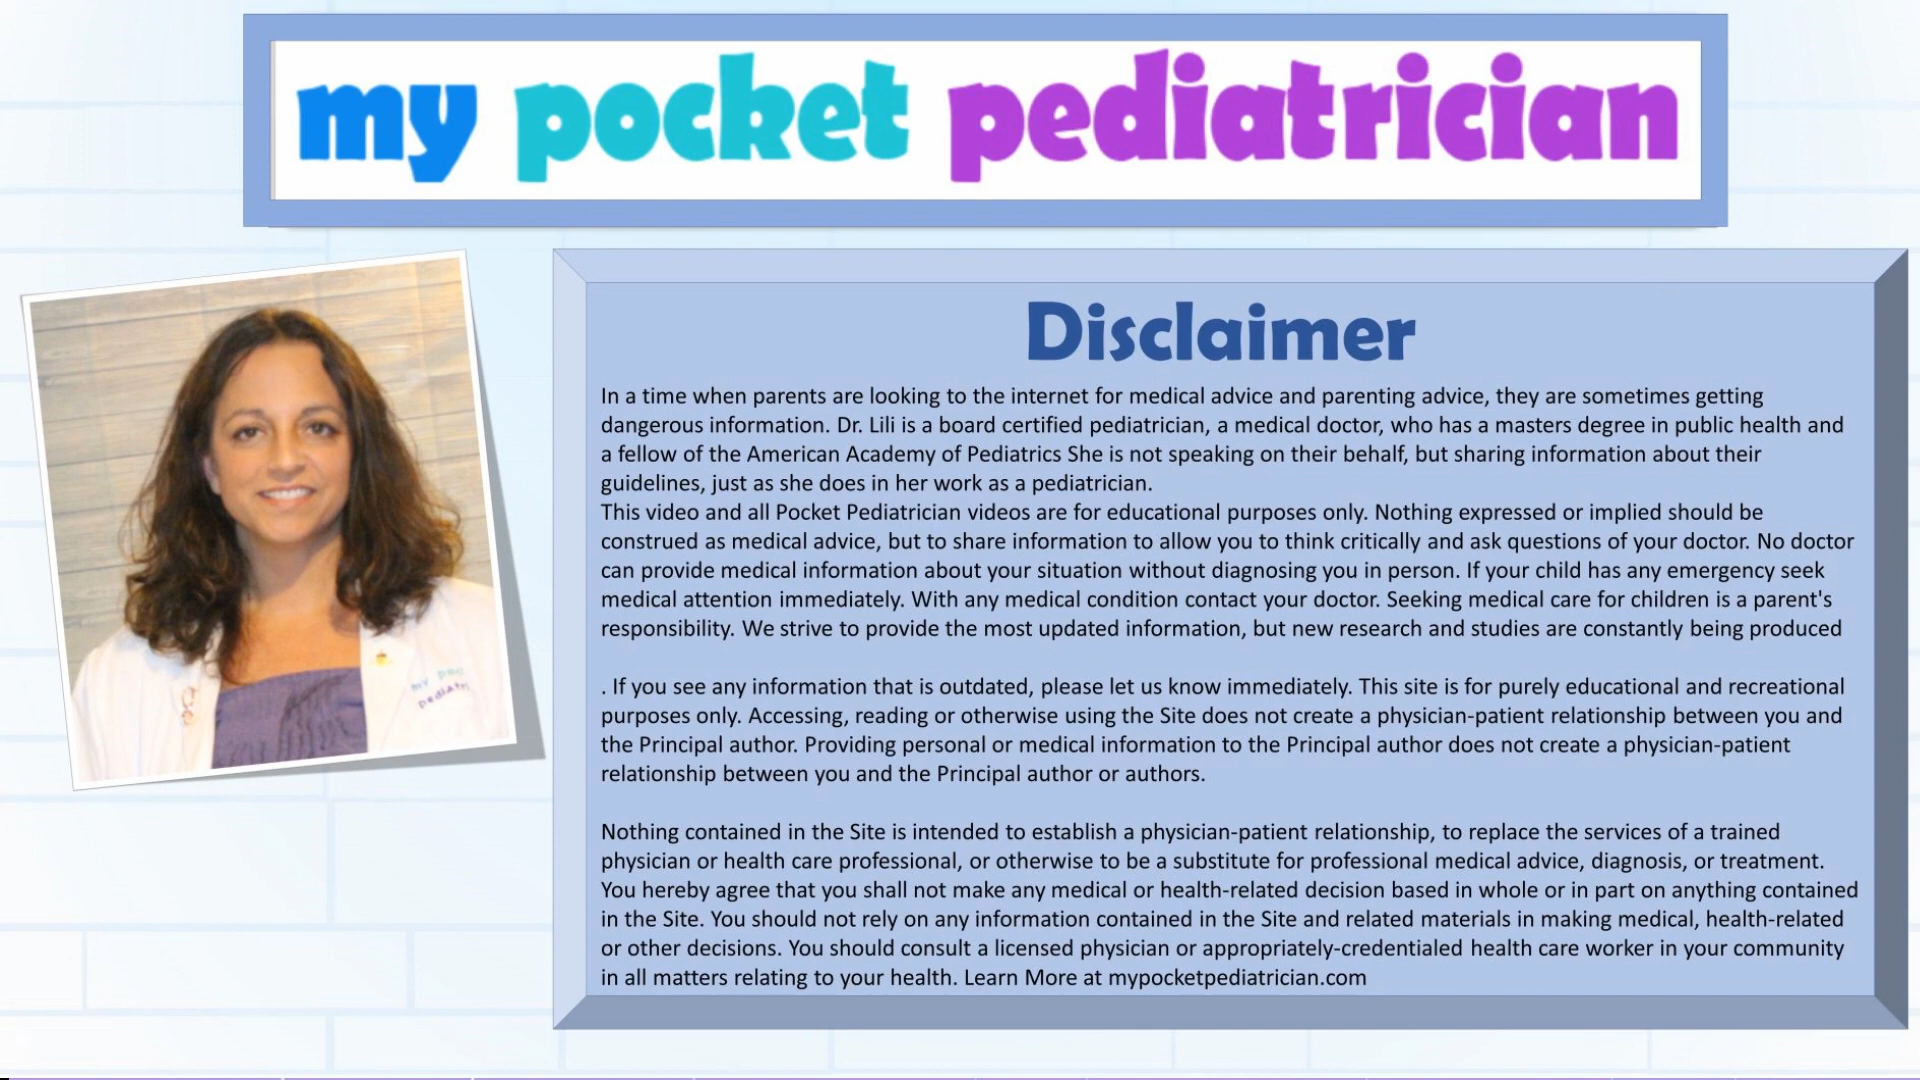 my pocket pediatrician
Disclaimer
In a time when parents are looking to the internet for medical advice and parenting advice, they are sometimes getting
dangerous information. Dr. Lili is a board certified pediatrician, a medical doctor, who has a masters degree in public health and
a fellow of the American Academy of Pediatrics She is not speaking on their behalf, but sharing information about their
guidelines, just as she does in her work as a pediatrician.
This video and all Pocket Pediatrician videos are for educational purposes only. Nothing expressed or implied should be
construed as medical advice, but to share information to allow you to think critically and ask questions of your doctor. No doctor
can provide medical information about your situation without diagnosing you in person. If your child has any emergency seek
medical attention immediately. With any medical condition contact your doctor. Seeking medical care for children is a parent's
responsibility. We strive to provide the most updated information, but new research and studies are constantly being produced
. If you see any information that is outdated, please let us know immediately. This site is for purely educational and recreational
purposes only. Accessing, reading or otherwise using the Site does not create a physician-patient relationship between you and
the Principal author. Providing personal or medical information to the Principal author does not create a physician-patient
relationship between you and the Principal author or authors.
Nothing contained in the Site is intended to establish a physician-patient relationship, to replace the services of a trained
physician or health care professional, or otherwise to be a substitute for professional medical advice, diagnosis, or treatment.
You hereby agree that you shall not make any medical or health-related decision based in whole or in part on anything contained
in the Site. You should not rely on any information contained in the Site and related materials in making medical, health-related
or other decisions. You should consult a licensed physician or appropriately-credentialed health care worker in your community
in all matters relating to your health. Learn More at mypocketpediatrician.com